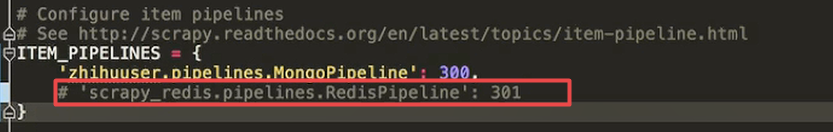 # Configure item pipelines
# See http://scrapy.readthedocs.org/en/latest/topics/item-pipeline.html
ITEM_PIPELINES = {
'zhihuuser.pipelines.MongoPipeline': 300,
# 'scrapy_redis.pipelines.RedisPipeline': 301
}